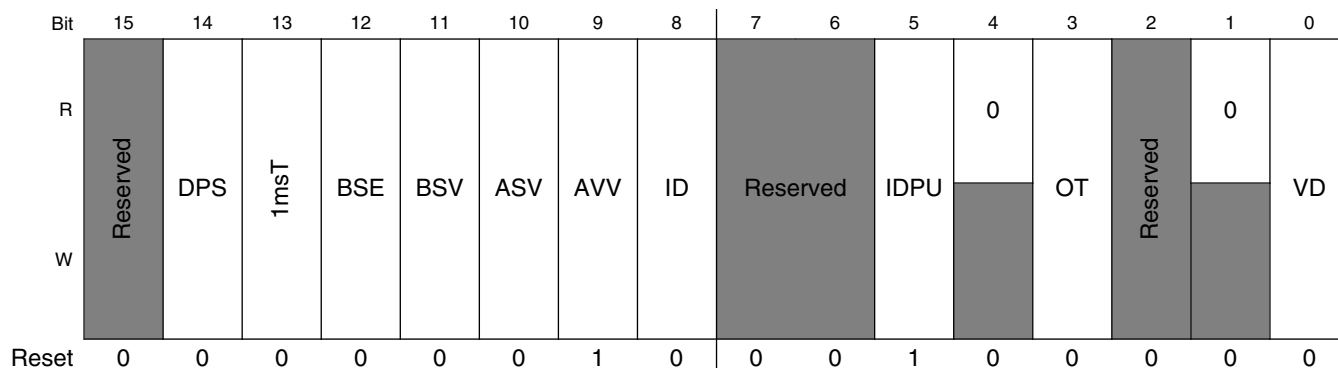 Bit 15 14 13 12 11 10 9 8 7 6 5 4 3 2 1 0
R 0 0
Reserved DPS 1msT BSE BSV ASV AVV ID Reserved IDPU OT Reserved VD
W
Reset 0 0 0 0 0 0 1 0 0 0 1 0 0 0 0 0